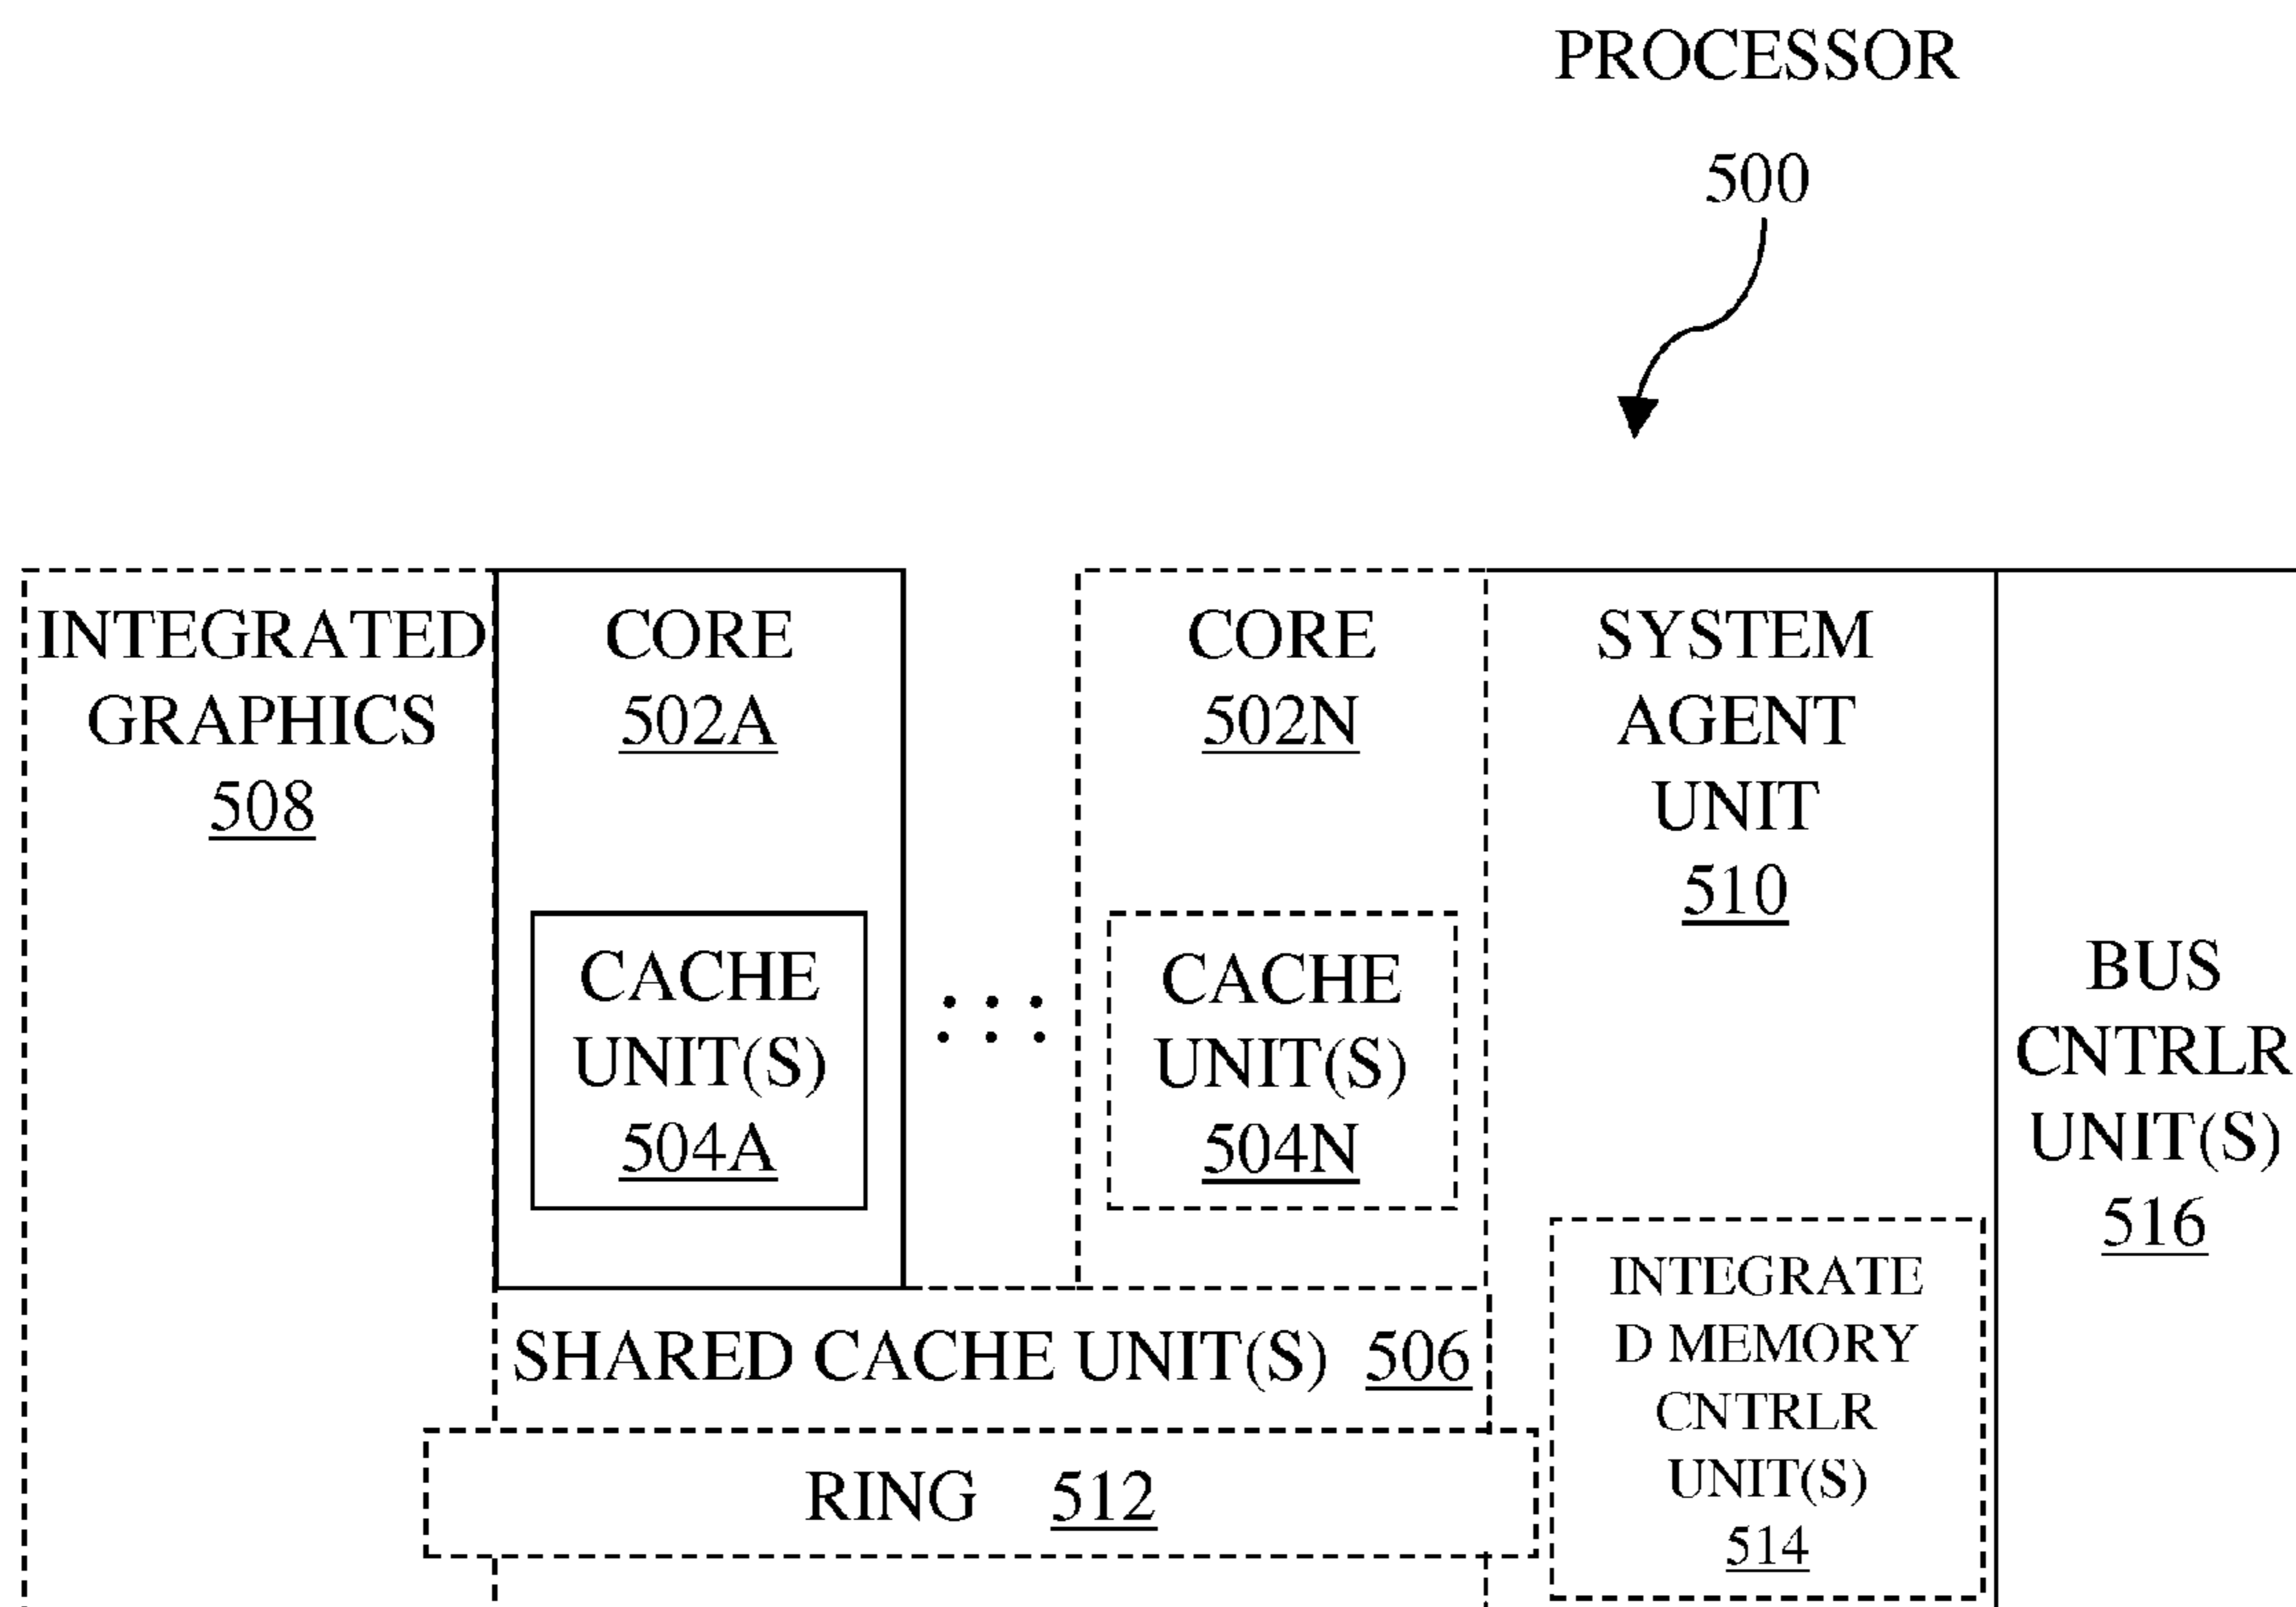 PROCESSOR
500
INTEGRATED
GRAPHICS
508
CORE
502A
CACHE
UNIT(S)
504A
CORE
502N
CACHE
UNIT(S)
504N
SYSTEM
AGENT
UNIT
510
BUS
CNTRLR
UNIT(S)
516
INTEGRATE
D MEMORY
CNTRLR
UNIT(S)
514
SHARED CACHE UNIT(S) 506
RING 512